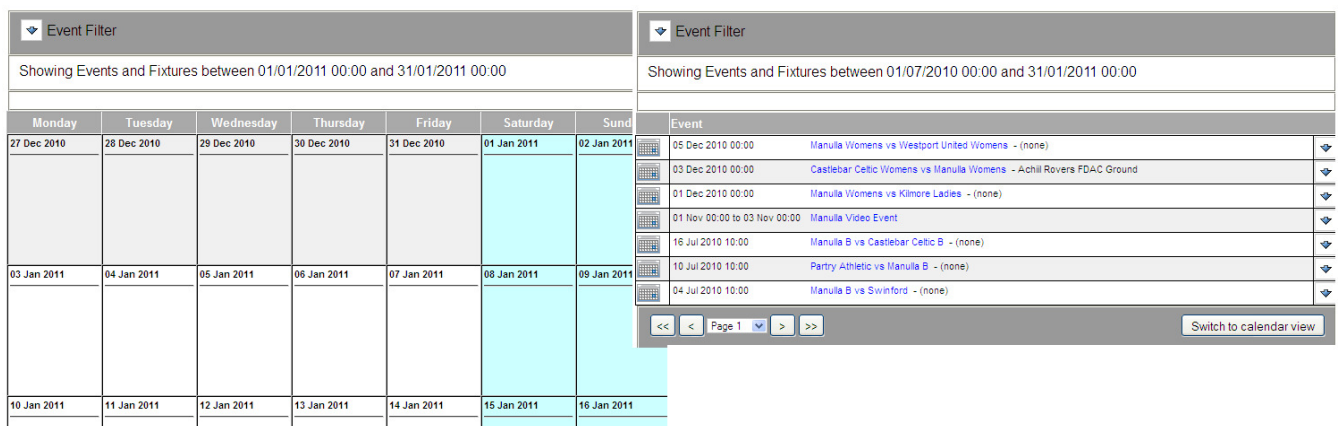 Event Filter
Showing Events and Fixtures between 01/01/2011 00:00 and 31/01/2011 00:00
Monday Tuesday Wednesday Thursday Friday Saturday Sund
27 Dec 2010 28 Dec 2010 29 Dec 2010 30 Dec 2010 31 Dec 2010 01 Jan 2011 02 Jan 2011
03 Jan 2011 04 Jan 2011 05 Jan 2011 06 Jan 2011 07 Jan 2011 08 Jan 2011 09 Jan 2011
10 Jan 2011 11 Jan 2011 12 Jan 2011 13 Jan 2011 14 Jan 2011 15 Jan 2011 16 Jan 2011
Event Filter
Showing Events and Fixtures between 01/07/2010 00:00 and 31/01/2011 00:00
Event
05 Dec 2010 00:00 Manulla Womens vs Westport United Womens - (none)
03 Dec 2010 00:00 Castlebar Celtic Womens vs Manulla Womens - Achill Rovers FDAC Ground
01 Dec 2010 00:00 Manulla Womens vs Kilmore Ladies - (none)
01 Nov 00:00 to 03 Nov 00:00 Manulla Video Event
16 Jul 2010 10:00 Manulla B vs Castlebar Celtic B - (none)
10 Jul 2010 10:00 Partry Athletic vs Manulla B - (none)
04 Jul 2010 10:00 Manulla B vs Swinford - (none)
<< < Page 1 > >> Switch to calendar view